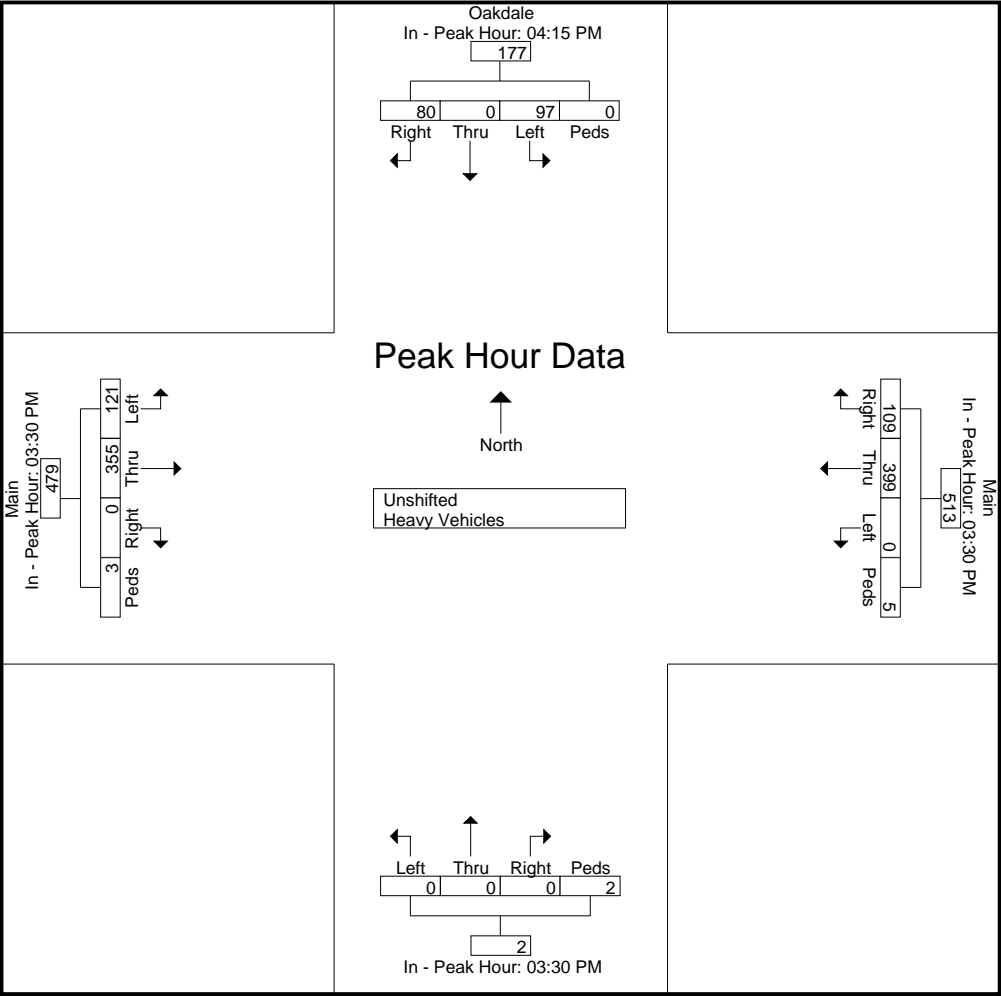 Oakdale
In - Peak Hour: 04:15 PM
177
80 0 97 0
Right Thru Left Peds
Peak Hour Data
North
Unshifted
Heavy Vehicles
Main
In - Peak Hour: 03:30 PM
479
121 355 0 3
Left Thru Right Peds
Main
In - Peak Hour: 03:30 PM
513
109 399 0 5
Right Thru Left Peds
Left Thru Right Peds
0 0 0 2
2
In - Peak Hour: 03:30 PM